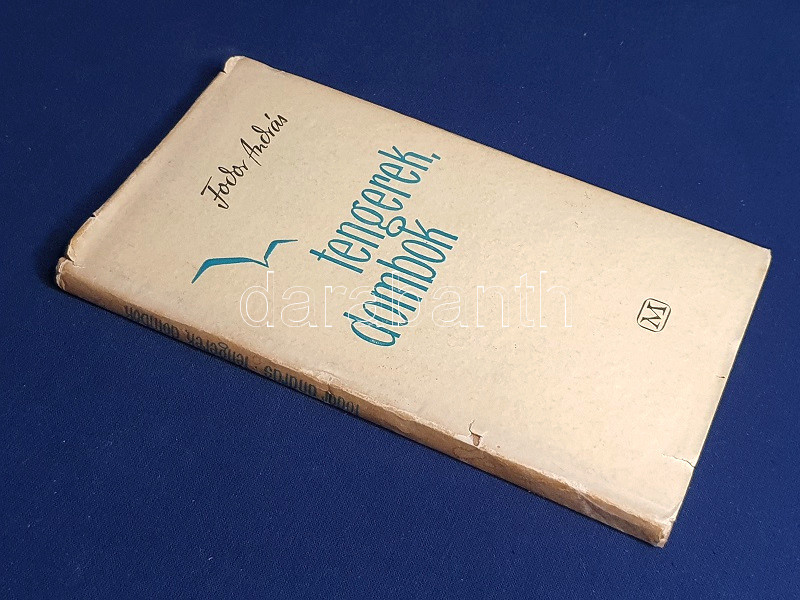 Fodor András
tengerek,
dombok
M
fodor andrás · tengerek, dombok
darabanth